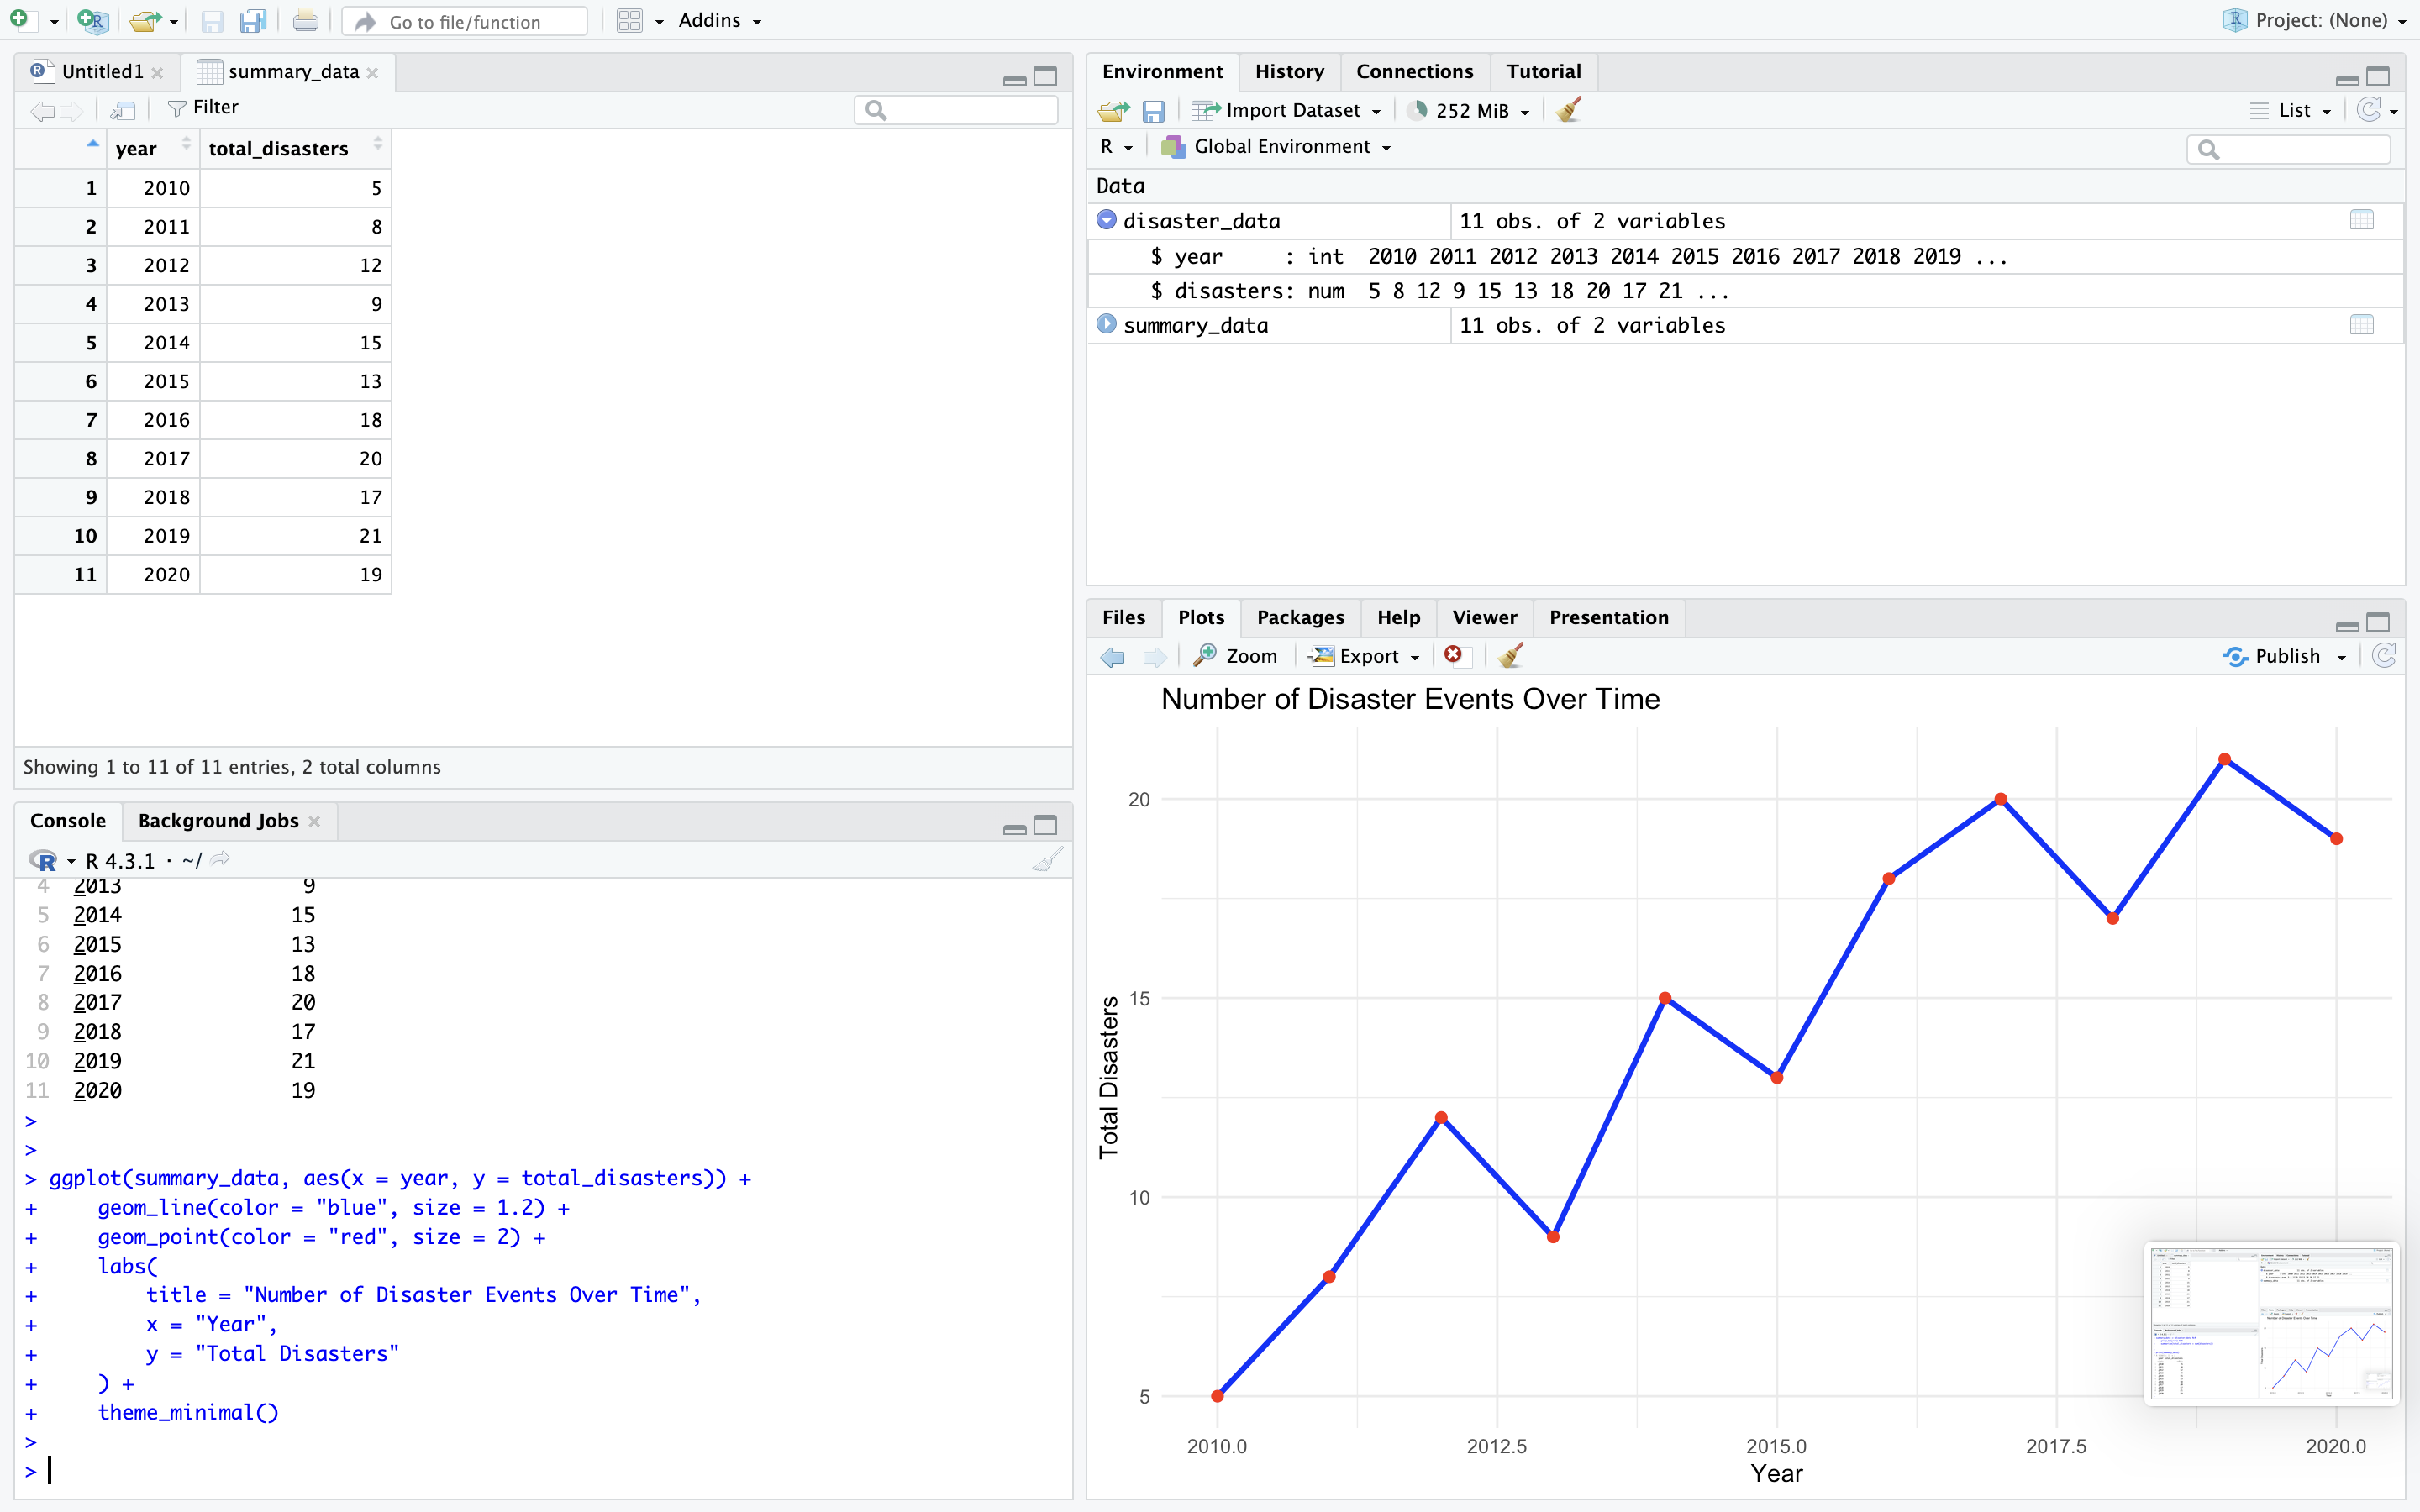 Go to file/function
Addins
Project: (None)
Untitled1
summary_data
Filter
year total_disasters
1 2010 5
2 2011 8
3 2012 12
4 2013 9
5 2014 15
6 2015 13
7 2016 18
8 2017 20
9 2018 17
10 2019 21
11 2020 19
Showing 1 to 11 of 11 entries, 2 total columns
Console
Background Jobs
R 4.3.1 · ~/
4 2013 9
5 2014 15
6 2015 13
7 2016 18
8 2017 20
9 2018 17
10 2019 21
11 2020 19
>
>
> ggplot(summary_data, aes(x = year, y = total_disasters)) +
+     geom_line(color = "blue", size = 1.2) +
+     geom_point(color = "red", size = 2) +
+     labs(
+         title = "Number of Disaster Events Over Time",
+         x = "Year",
+         y = "Total Disasters"
+     ) +
+     theme_minimal()
>
>
Environment
History
Connections
Tutorial
Import Dataset
252 MiB
List
R
Global Environment
Data
disaster_data 11 obs. of 2 variables
$ year     : int  2010 2011 2012 2013 2014 2015 2016 2017 2018 2019 ...
$ disasters: num  5 8 12 9 15 13 18 20 17 21 ...
summary_data 11 obs. of 2 variables
Files
Plots
Packages
Help
Viewer
Presentation
Zoom
Export
Publish
Number of Disaster Events Over Time
Total Disasters
20
15
10
5
2010.0 2012.5 2015.0 2017.5 2020.0
Year